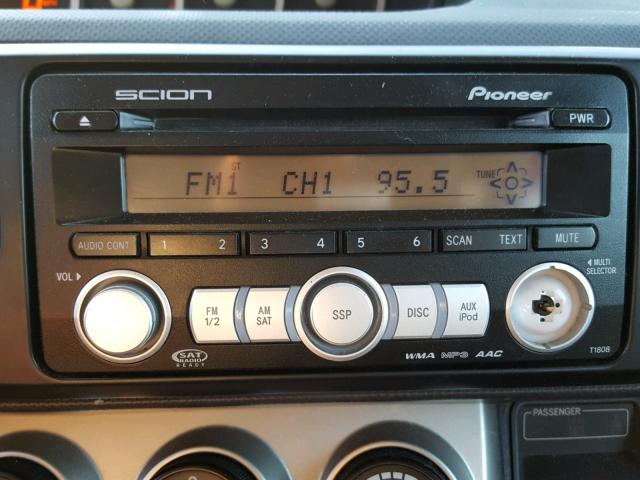 SCION
Pioneer
PWR
ST
FM1 CH1 95.5
TUNE
AUDIO CONT
1 2
3 4
5 6
SCAN TEXT
MUTE
VOL
MULTI
SELECTOR
FM
1/2
AM
SAT
SSP
DISC
AUX
iPod
SAT
RADIO
READY
WMA MP3 AAC
T1808
PASSENGER